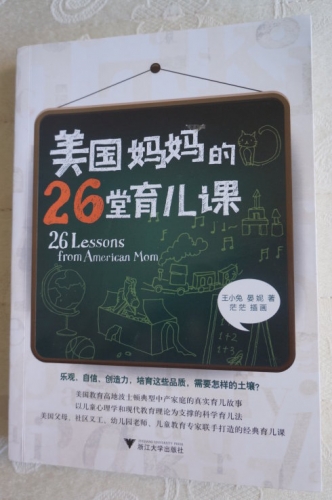 美国妈妈的
26堂育儿课
26 Lessons
from American Mom
王小兔 晏妮 著
茫茫 插画
乐观、自信、创造力,培育这些品质,需要怎样的土壤?
美国教育高地波士顿典型中产家庭的真实育儿故事
以儿童心理学和现代教育理论为支撑的科学育儿法
美国父母、社区义工、幼儿园老师、儿童教育专家联手打造的经典育儿课
浙江大学出版社